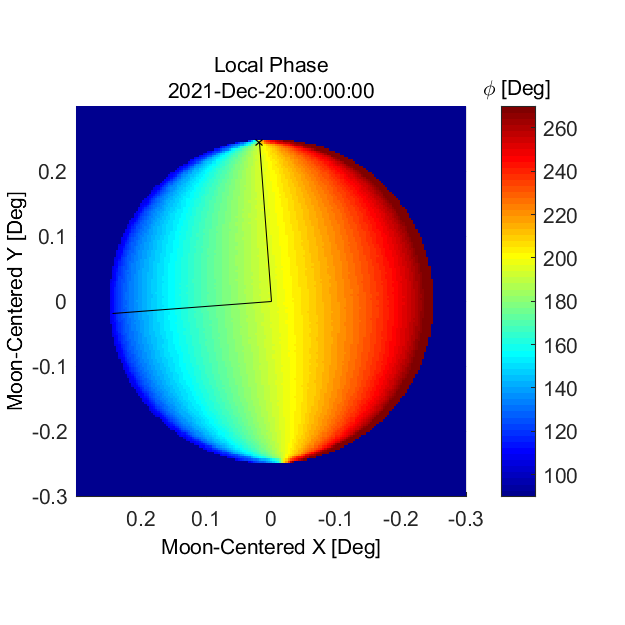 Local Phase
2021-Dec-20:00:00:00:00
ϕ [Deg]
Moon-Centered Y [Deg]
0.2
0.1
0
-0.1
-0.2
-0.3
0.2 0.1 0 -0.1 -0.2 -0.3
Moon-Centered X [Deg]
260
240
220
200
180
160
140
120
100